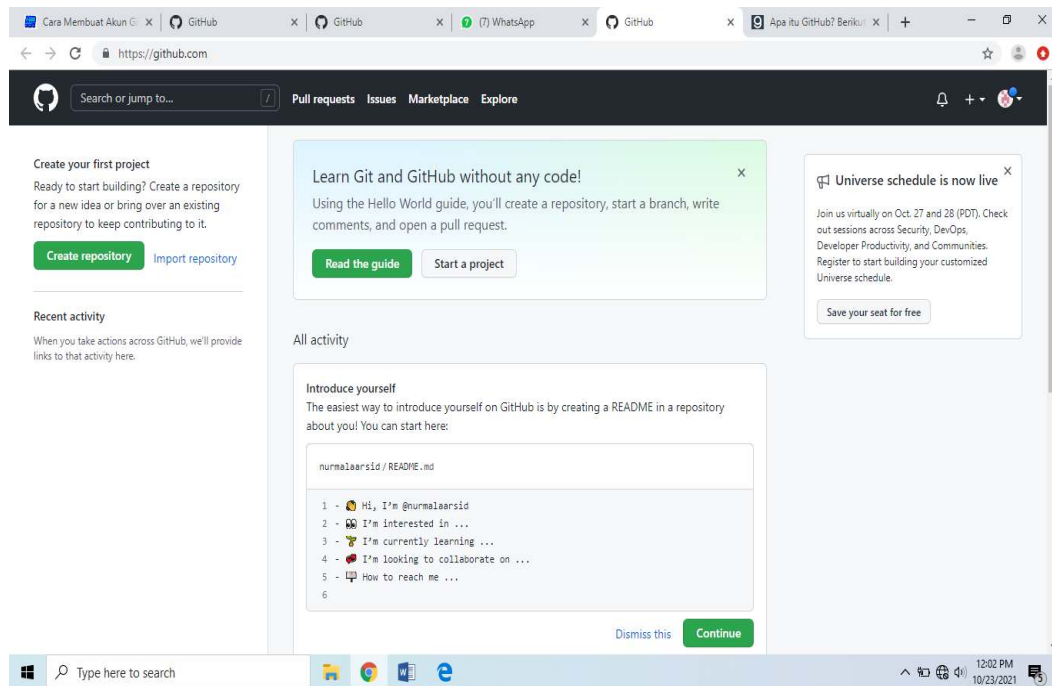 Cara Membuat Akun G
GitHub
GitHub
(7) WhatsApp
GitHub
Apa itu GitHub? Beriku
https://github.com
Search or jump to...
/
Pull requests Issues Marketplace Explore
Create your first project
Ready to start building? Create a repository
for a new idea or bring over an existing
repository to keep contributing to it.
Create repository
Import repository
Recent activity
When you take actions across GitHub, we'll provide
links to that activity here.
Learn Git and GitHub without any code!
Using the Hello World guide, you'll create a repository, start a branch, write
comments, and open a pull request.
Read the guide
Start a project
All activity
Introduce yourself
The easiest way to introduce yourself on GitHub is by creating a README in a repository
about you! You can start here:
nurmalaarsid / README.md
1 - 👋 Hi, I'm @nurmalaarsid
2 - 👀 I'm interested in ...
3 - 🌱 I'm currently learning ...
4 - 💞️ I'm looking to collaborate on ...
5 - 📫 How to reach me ...
6
Dismiss this
Continue
Universe schedule is now live
Join us virtually on Oct. 27 and 28 (PDT). Check
out sessions across Security, DevOps,
Developer Productivity, and Communities.
Register to start building your customized
Universe schedule.
Save your seat for free
Type here to search
12:02 PM
10/23/2021
5